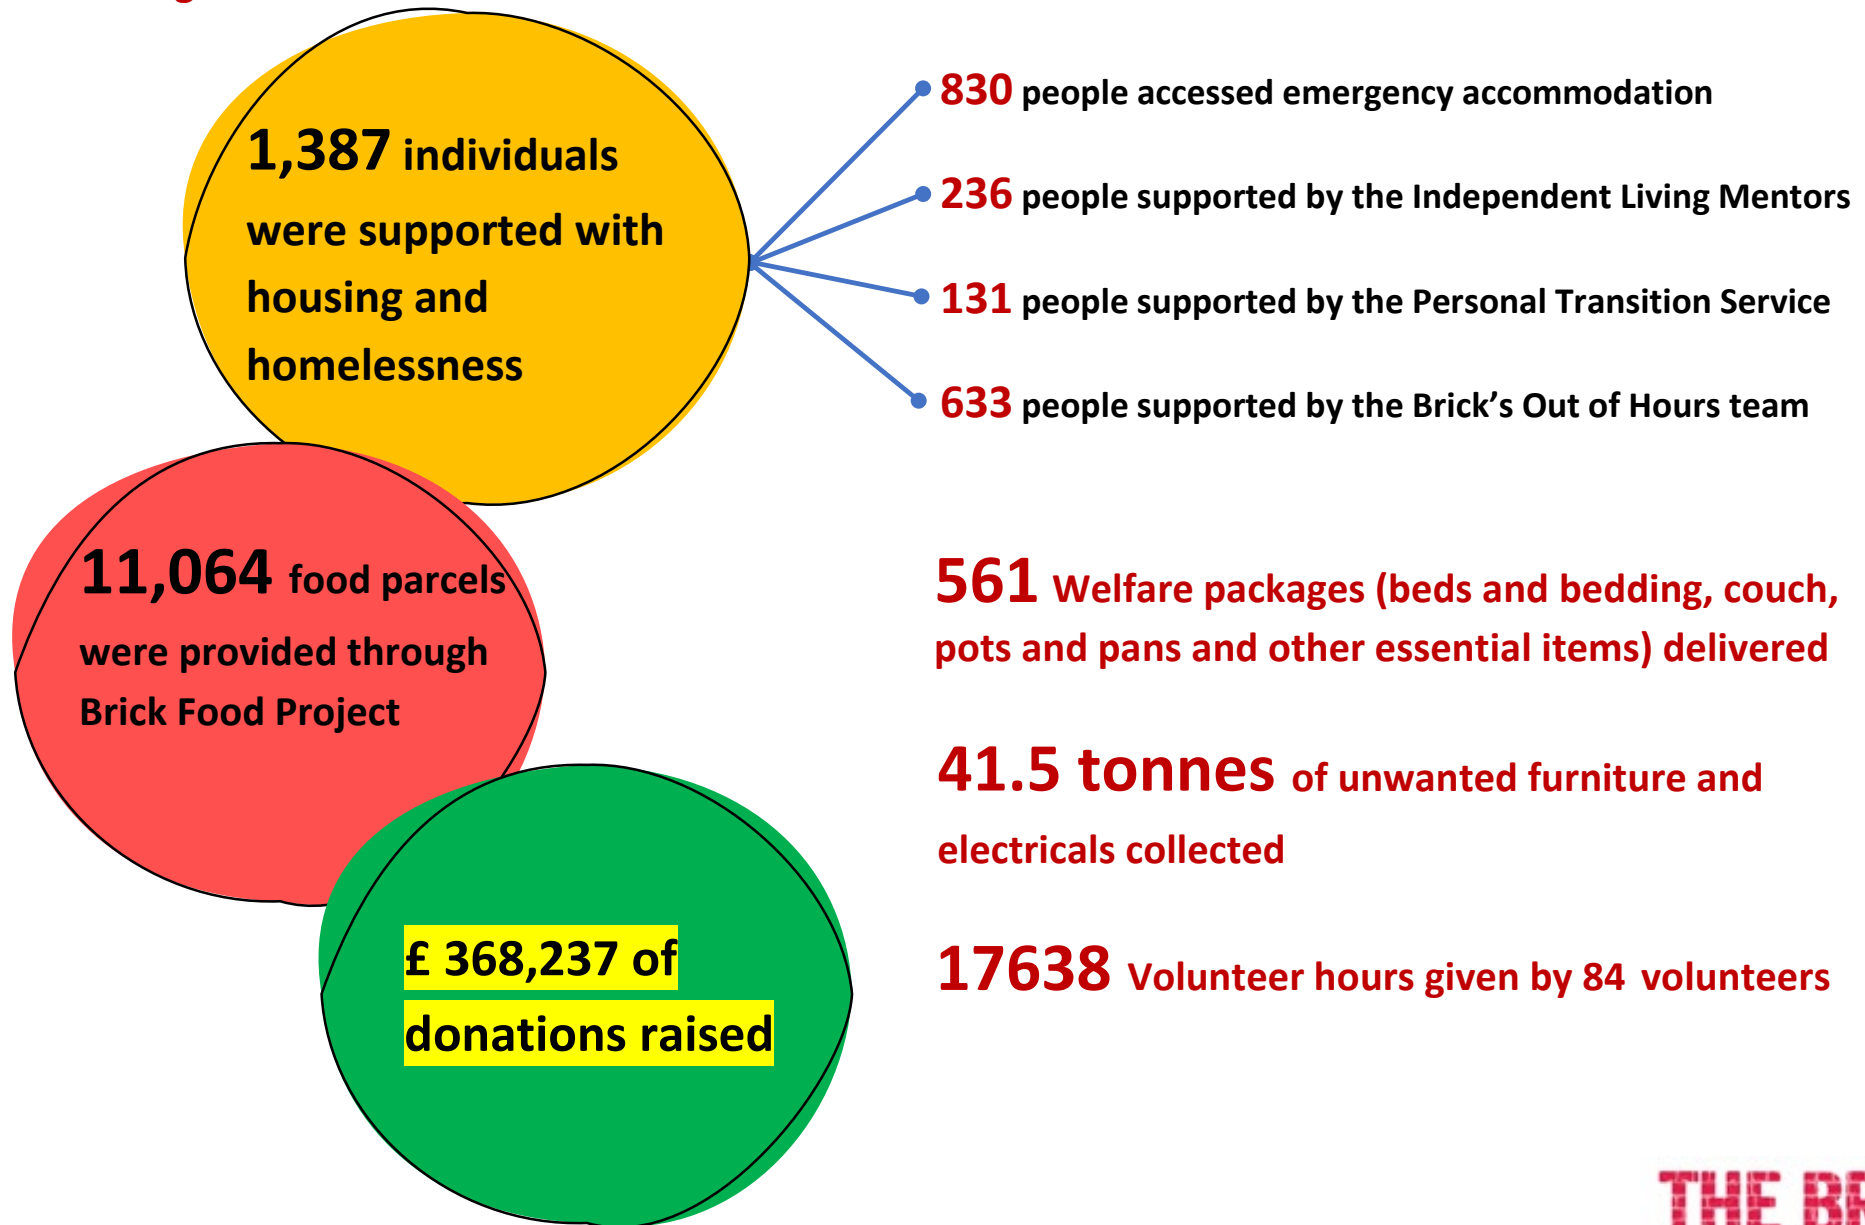 1,387 individuals
were supported with
housing and
homelessness
830 people accessed emergency accommodation
236 people supported by the Independent Living Mentors
131 people supported by the Personal Transition Service
633 people supported by the Brick's Out of Hours team
11,064 food parcels
were provided through
Brick Food Project
561 Welfare packages (beds and bedding, couch,
pots and pans and other essential items) delivered
41.5 tonnes of unwanted furniture and
electricals collected
£ 368,237 of
donations raised
17638 Volunteer hours given by 84 volunteers
THE